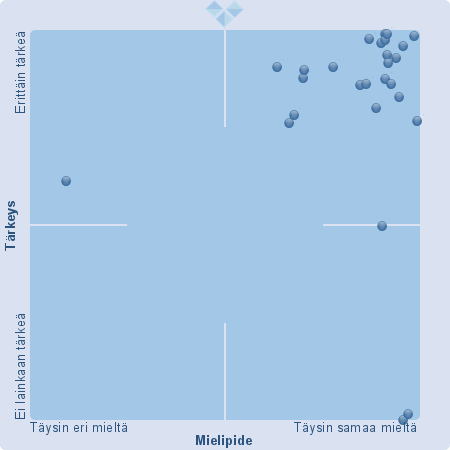 Erittäin tärkeä
Tärkeys
Ei lainkaan tärkeä
Täysin eri mieltä
Täysin samaa mieltä
Mielipide